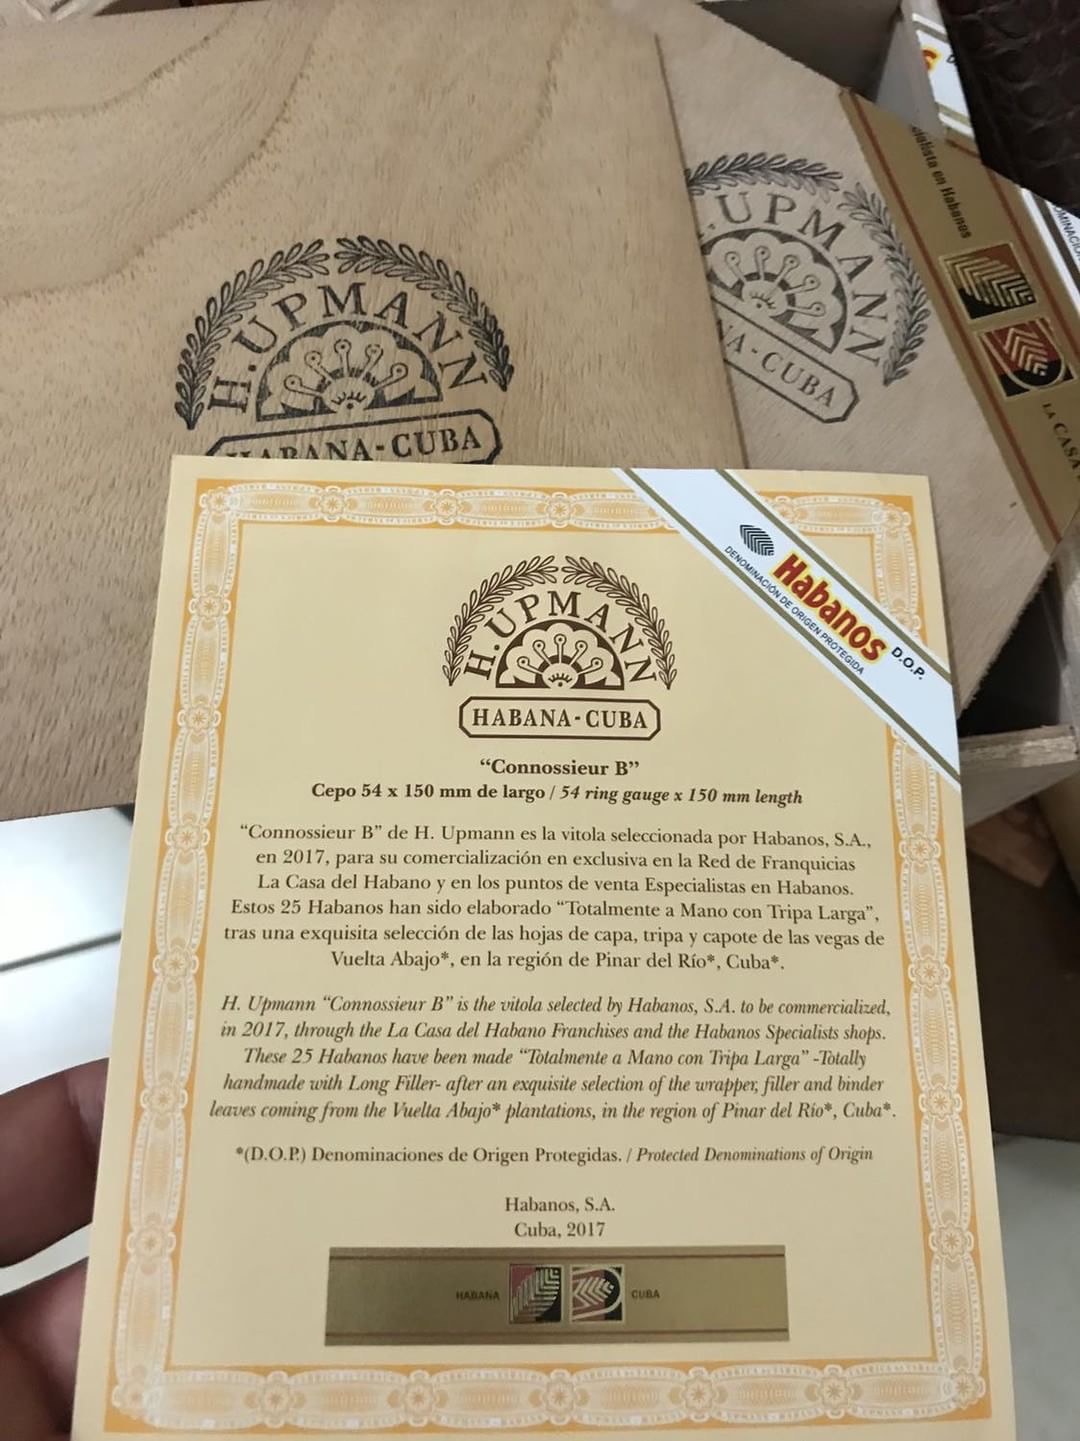 H. UPMANN
HABANA-CUBA
UPMANN
A-CUBA
ialista en Habanos
LA CASA
H. UPMANN
HABANA-CUBA
Habanos D.O.P.
DENOMINACIÓN DE ORIGEN PROTEGIDA
“Connossieur B”
Cepo 54 x 150 mm de largo / 54 ring gauge x 150 mm length
“Connossieur B” de H. Upmann es la vitola seleccionada por Habanos, S.A.,
en 2017, para su comercialización en exclusiva en la Red de Franquicias
La Casa del Habano y en los puntos de venta Especialistas en Habanos.
Estos 25 Habanos han sido elaborado “Totalmente a Mano con Tripa Larga”,
tras una exquisita selección de las hojas de capa, tripa y capote de las vegas de
Vuelta Abajo*, en la región de Pinar del Río*, Cuba*.
H. Upmann “Connossieur B” is the vitola selected by Habanos, S.A. to be commercialized,
in 2017, through the La Casa del Habano Franchises and the Habanos Specialists shops.
These 25 Habanos have been made “Totalmente a Mano con Tripa Larga” -Totally
handmade with Long Filler- after an exquisite selection of the wrapper, filler and binder
leaves coming from the Vuelta Abajo* plantations, in the region of Pinar del Río*, Cuba*.
*(D.O.P.) Denominaciones de Origen Protegidas. / Protected Denominations of Origin
Habanos, S.A.
Cuba, 2017
HABANA CUBA